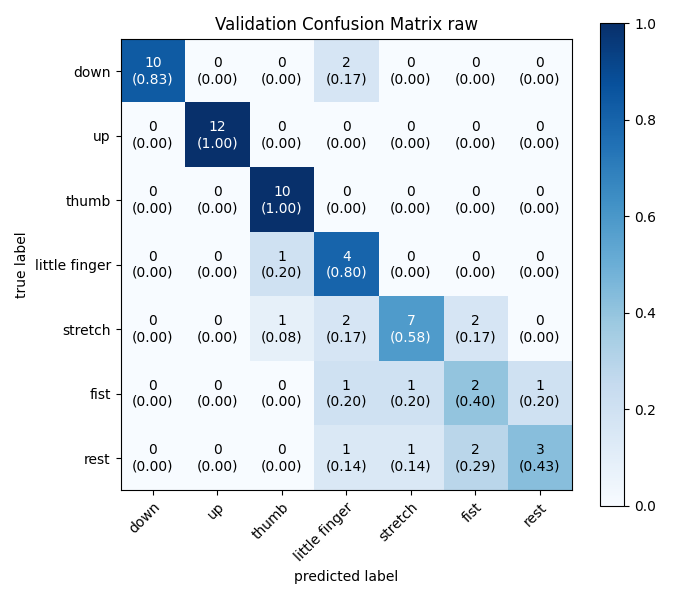 Validation Confusion Matrix raw
down
10 0 0 2 0 0 0
(0.83) (0.00) (0.00) (0.17) (0.00) (0.00) (0.00)
up
0 12 0 0 0 0 0
(0.00) (1.00) (0.00) (0.00) (0.00) (0.00) (0.00)
thumb
0 0 10 0 0 0 0
(0.00) (0.00) (1.00) (0.00) (0.00) (0.00) (0.00)
little finger
0 0 1 4 0 0 0
(0.00) (0.00) (0.20) (0.80) (0.00) (0.00) (0.00)
stretch
0 0 1 2 7 2 0
(0.00) (0.00) (0.08) (0.17) (0.58) (0.17) (0.00)
fist
0 0 0 1 1 2 1
(0.00) (0.00) (0.00) (0.20) (0.20) (0.40) (0.20)
rest
0 0 0 1 1 2 3
(0.00) (0.00) (0.00) (0.14) (0.14) (0.29) (0.43)
true label
down up thumb little finger stretch fist rest
predicted label
1.0
0.8
0.6
0.4
0.2
0.0